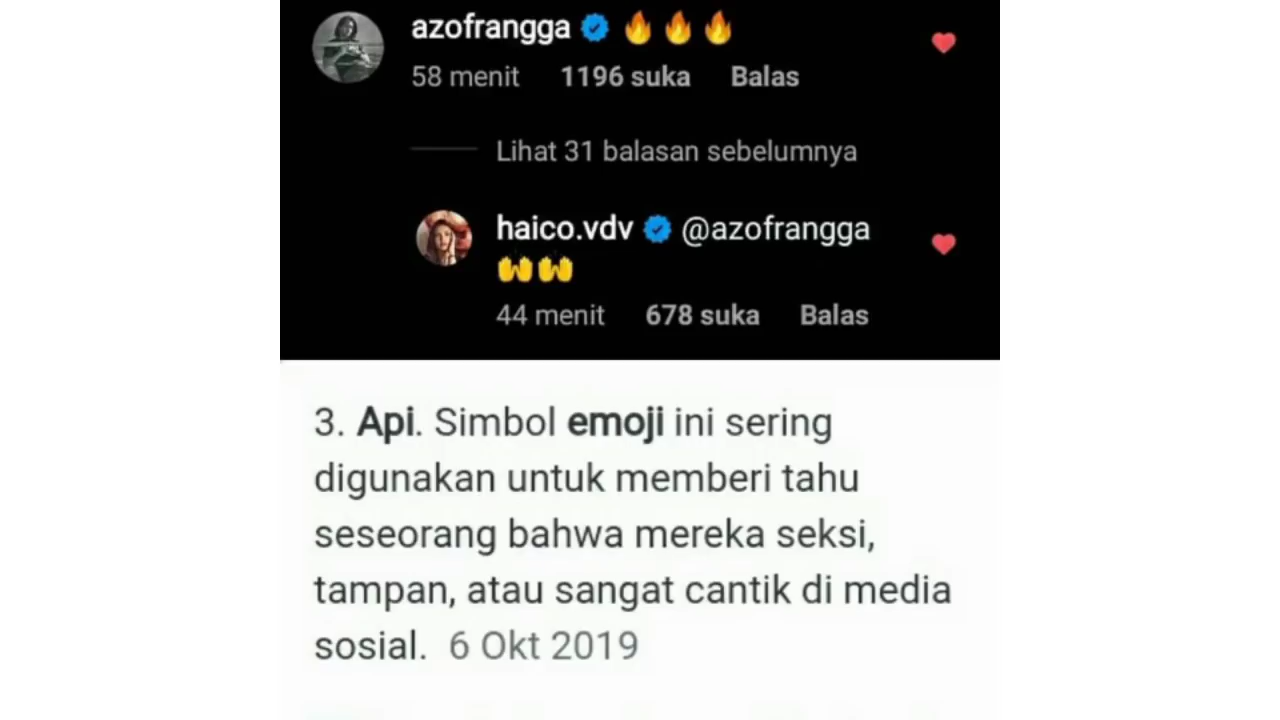 azofrangga 🔥🔥🔥
58 menit 1196 suka Balas
Lihat 31 balasan sebelumnya
haico.vdv @azofrangga
🙌🙌
44 menit 678 suka Balas
3. Api. Simbol emoji ini sering
digunakan untuk memberi tahu
seseorang bahwa mereka seksi,
tampan, atau sangat cantik di media
sosial. 6 Okt 2019